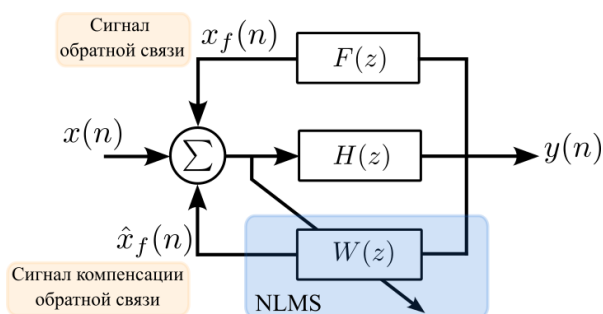 Сигнал
обратной связи
x_f(n)
F(z)
x(n)
∑
H(z)
y(n)
x̂_f(n)
W(z)
Сигнал компенсации
обратной связи
NLMS